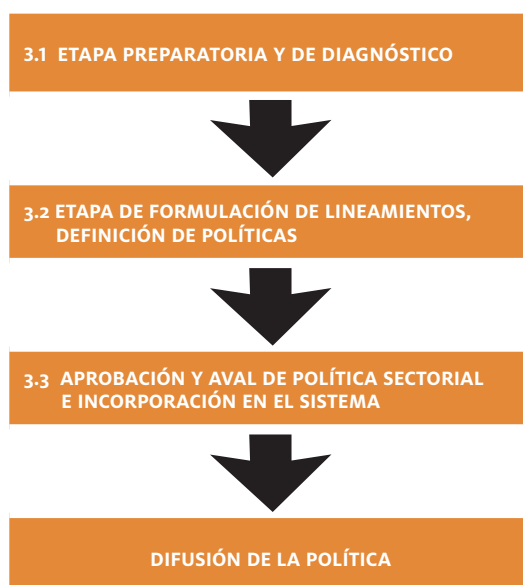 3.1 ETAPA PREPARATORIA Y DE DIAGNÓSTICO
3.2 ETAPA DE FORMULACIÓN DE LINEAMIENTOS,
DEFINICIÓN DE POLÍTICAS
3.3 APROBACIÓN Y AVAL DE POLÍTICA SECTORIAL
E INCORPORACIÓN EN EL SISTEMA
DIFUSIÓN DE LA POLÍTICA